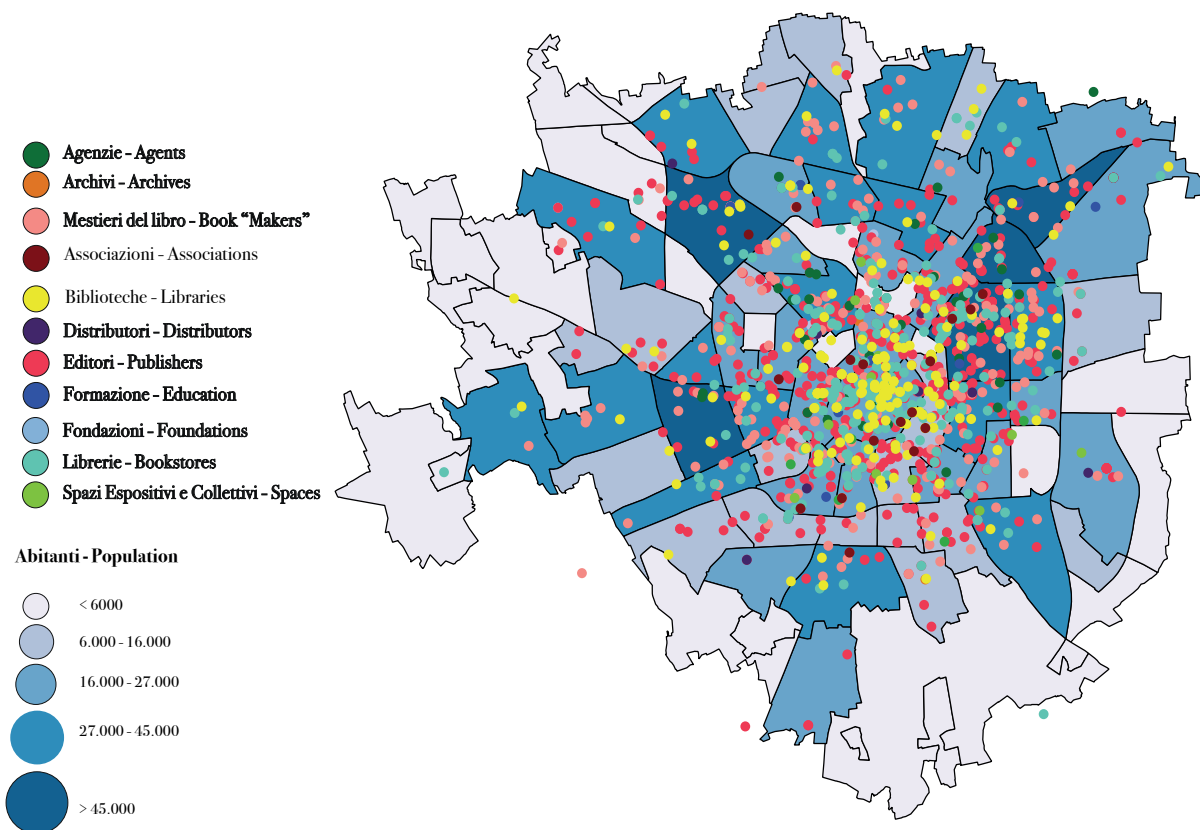 Agenzie - Agents
Archivi - Archives
Mestieri del libro - Book “Makers”
Associazioni - Associations
Biblioteche - Libraries
Distributori - Distributors
Editori - Publishers
Formazione - Education
Fondazioni - Foundations
Librerie - Bookstores
Spazi Espositivi e Collettivi - Spaces
Abitanti - Population
< 6000
6.000 - 16.000
16.000 - 27.000
27.000 - 45.000
> 45.000